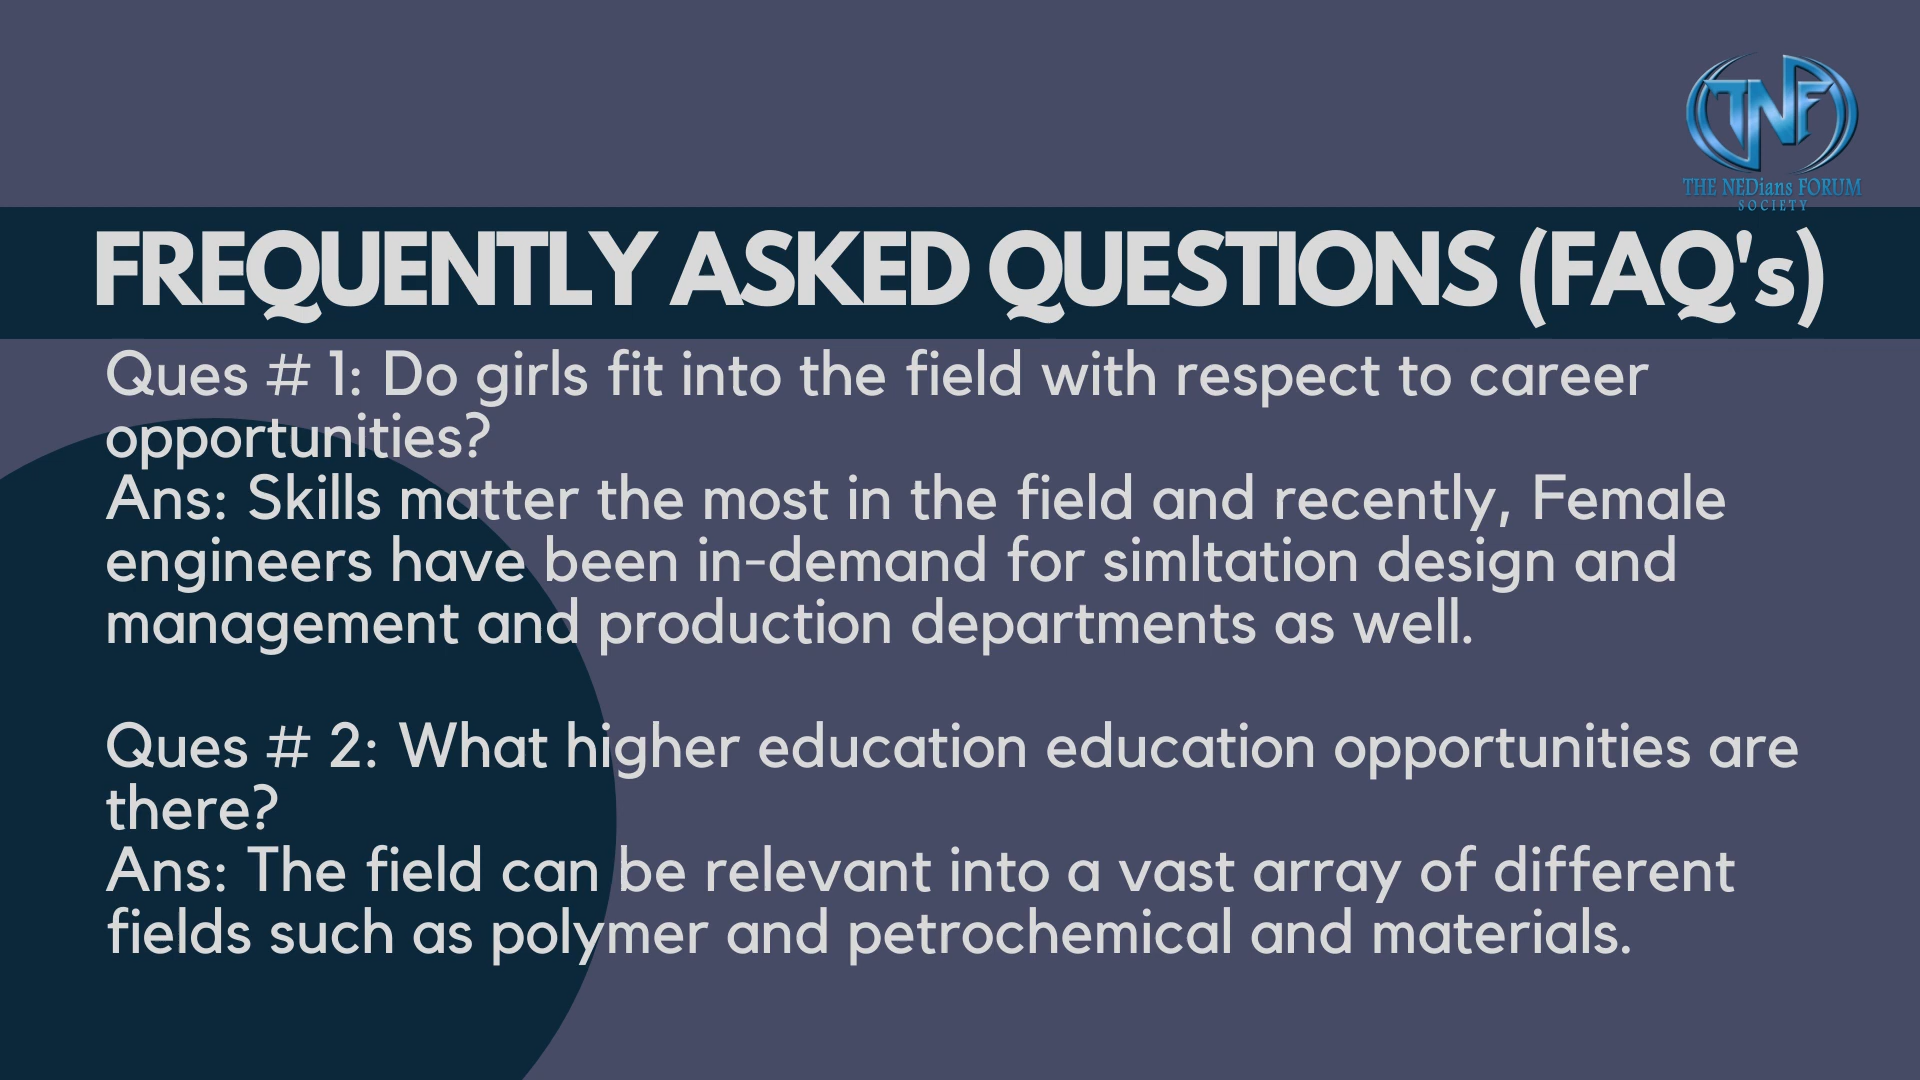 TNF
THE NEDians FORUM
SOCIETY
FREQUENTLY ASKED QUESTIONS (FAQ's)
Ques # 1: Do girls fit into the field with respect to career
opportunities?
Ans: Skills matter the most in the field and recently, Female
engineers have been in-demand for simltation design and
management and production departments as well.
Ques # 2: What higher education education opportunities are
there?
Ans: The field can be relevant into a vast array of different
fields such as polymer and petrochemical and materials.